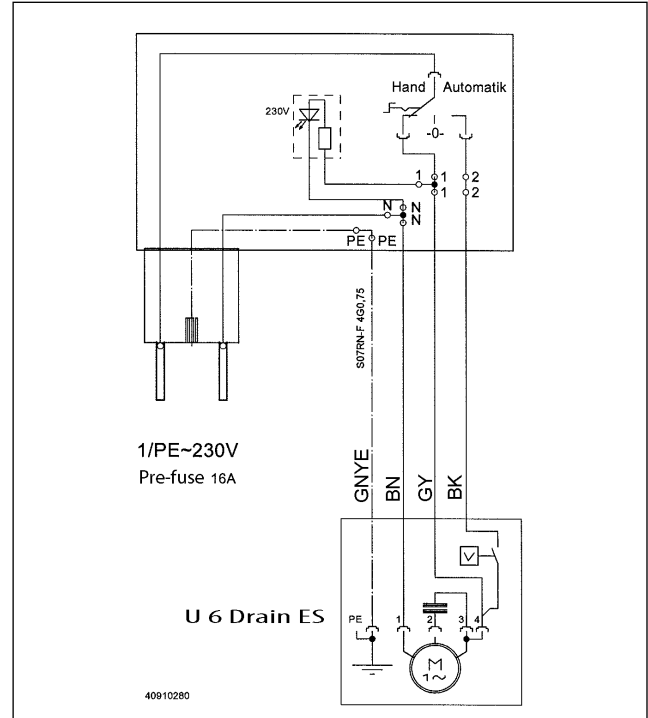 Hand Automatik
230V
-0-
1 1 2
1 2
N N
N
PE PE
S07RN-F 4G0,75
1/PE~230V
Pre-fuse 16A
GNYE BN GY BK
U 6 Drain ES
PE 1 2 3 4
M
1~
40910280